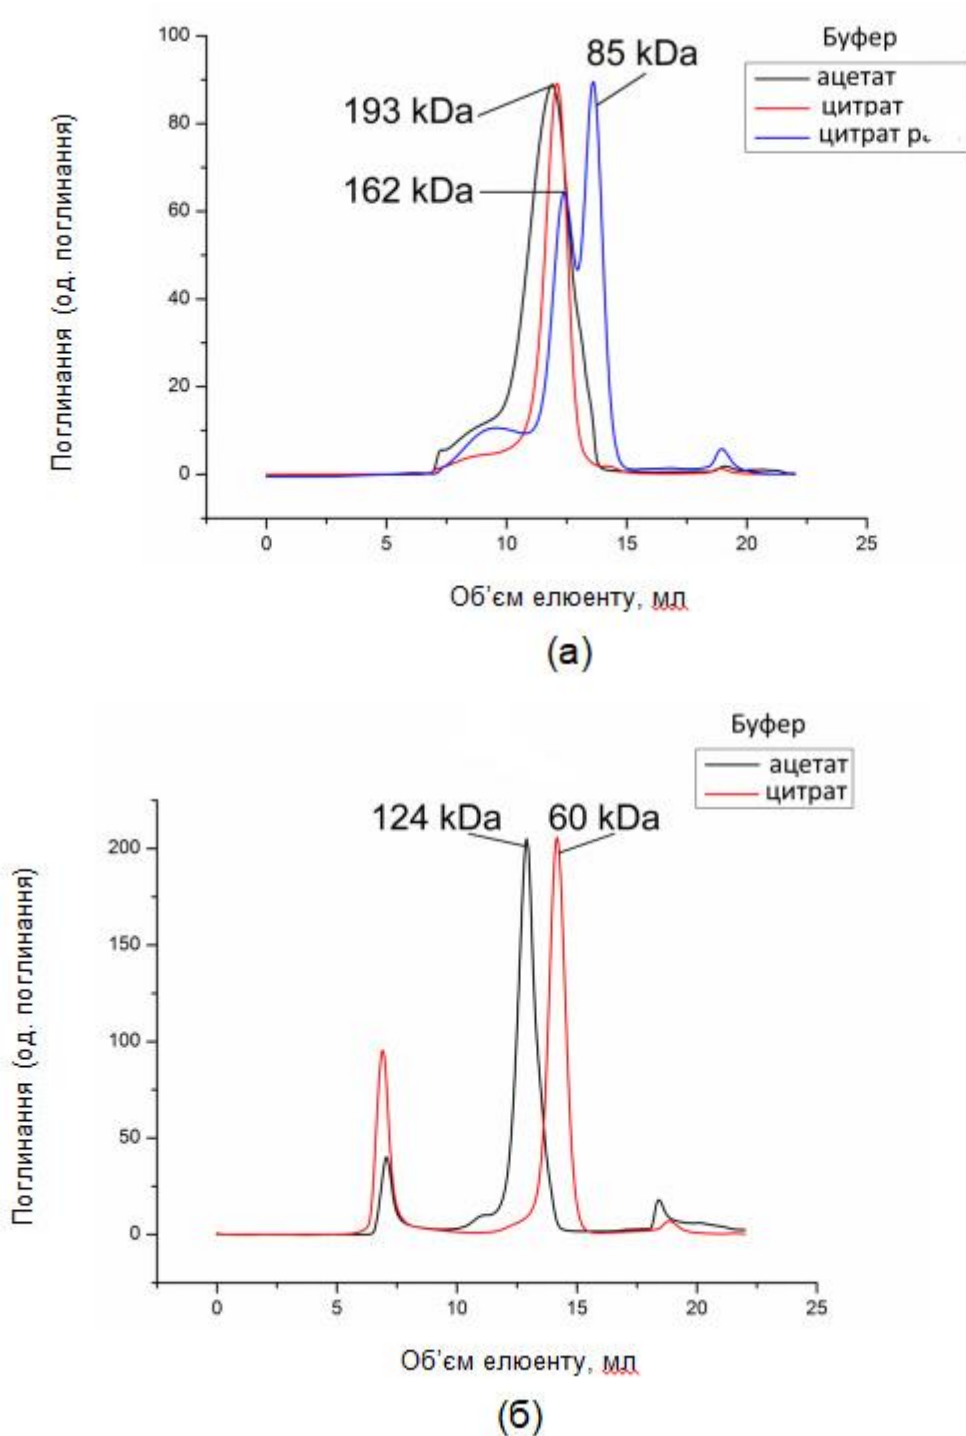 Буфер
ацетат
цитрат
цитрат
85 kDa
193 kDa
162 kDa
100
80
60
40
20
0
Поглинання (од. поглинання)
0 5 10 15 20 25
Об'єм елюенту, мл
(а)
Буфер
ацетат
цитрат
124 kDa 60 kDa
200
150
100
50
0
Поглинання (од. поглинання)
0 5 10 15 20 25
Об'єм елюенту, мл
(б)